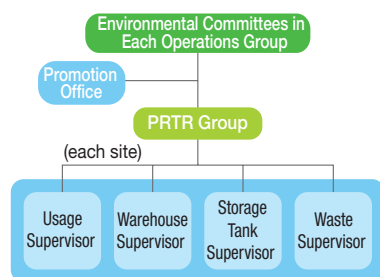 Environmental Committees in
Each Operations Group
Promotion
Office
PRTR Group
(each site)
Usage
Supervisor
Warehouse
Supervisor
Storage
Tank
Supervisor
Waste
Supervisor